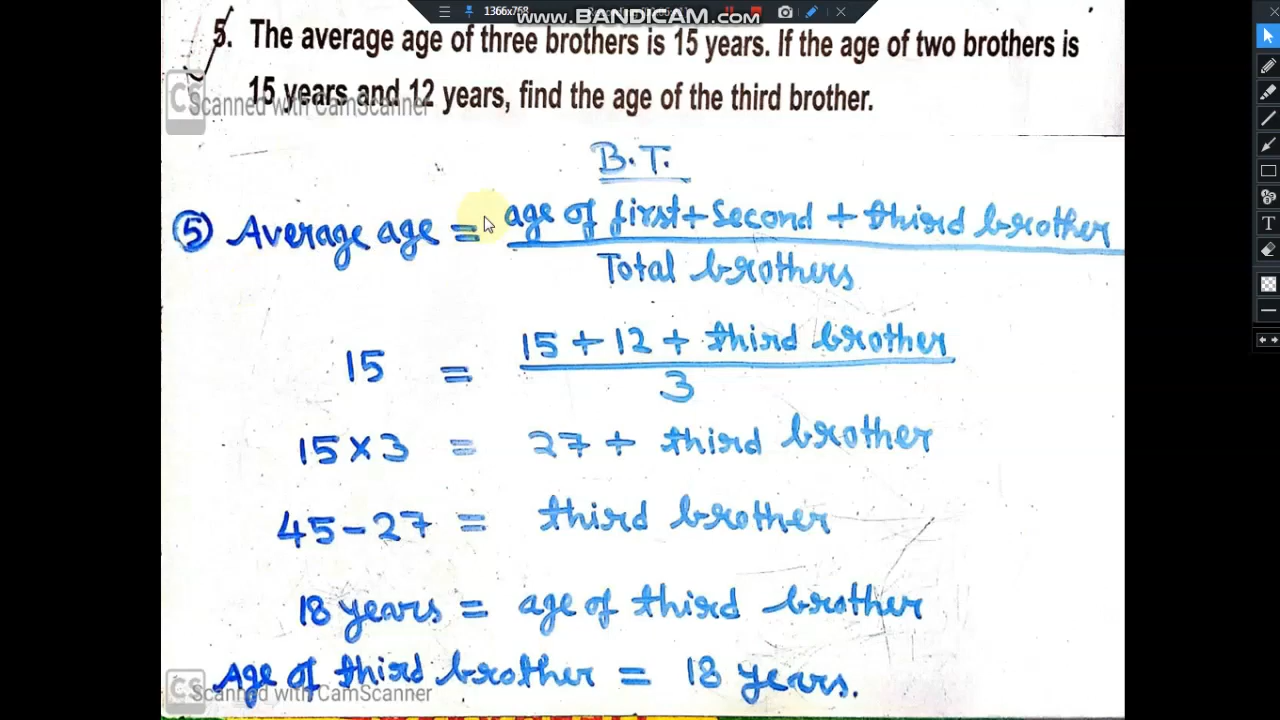 1366x768
www.BANDICAM.com
5. The average age of three brothers is 15 years. If the age of two brothers is
15 years and 12 years, find the age of the third brother.
CS Scanned with CamScanner
B.T.
⑤ Average age = age of first + Second + third brother
Total brothers
15 = 15 + 12 + third brother
3
15 × 3 = 27 + third brother
45 - 27 = third brother
18 years = age of third brother
Age of third brother = 18 years.
CS Scanned with CamScanner